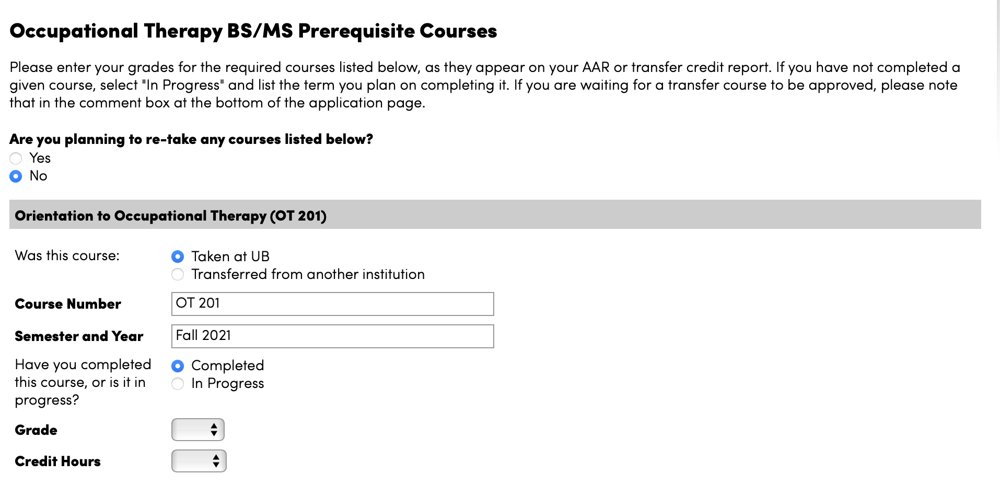 Occupational Therapy BS/MS Prerequisite Courses
Please enter your grades for the required courses listed below, as they appear on your AAR or transfer credit report. If you have not completed a
given course, select "In Progress" and list the term you plan on completing it. If you are waiting for a transfer course to be approved, please note
that in the comment box at the bottom of the application page.
Are you planning to re-take any courses listed below?
Yes
No
Orientation to Occupational Therapy (OT 201)
Was this course:
Taken at UB
Transferred from another institution
Course Number
OT 201
Semester and Year
Fall 2021
Have you completed
this course, or is it in
progress?
Completed
In Progress
Grade
Credit Hours